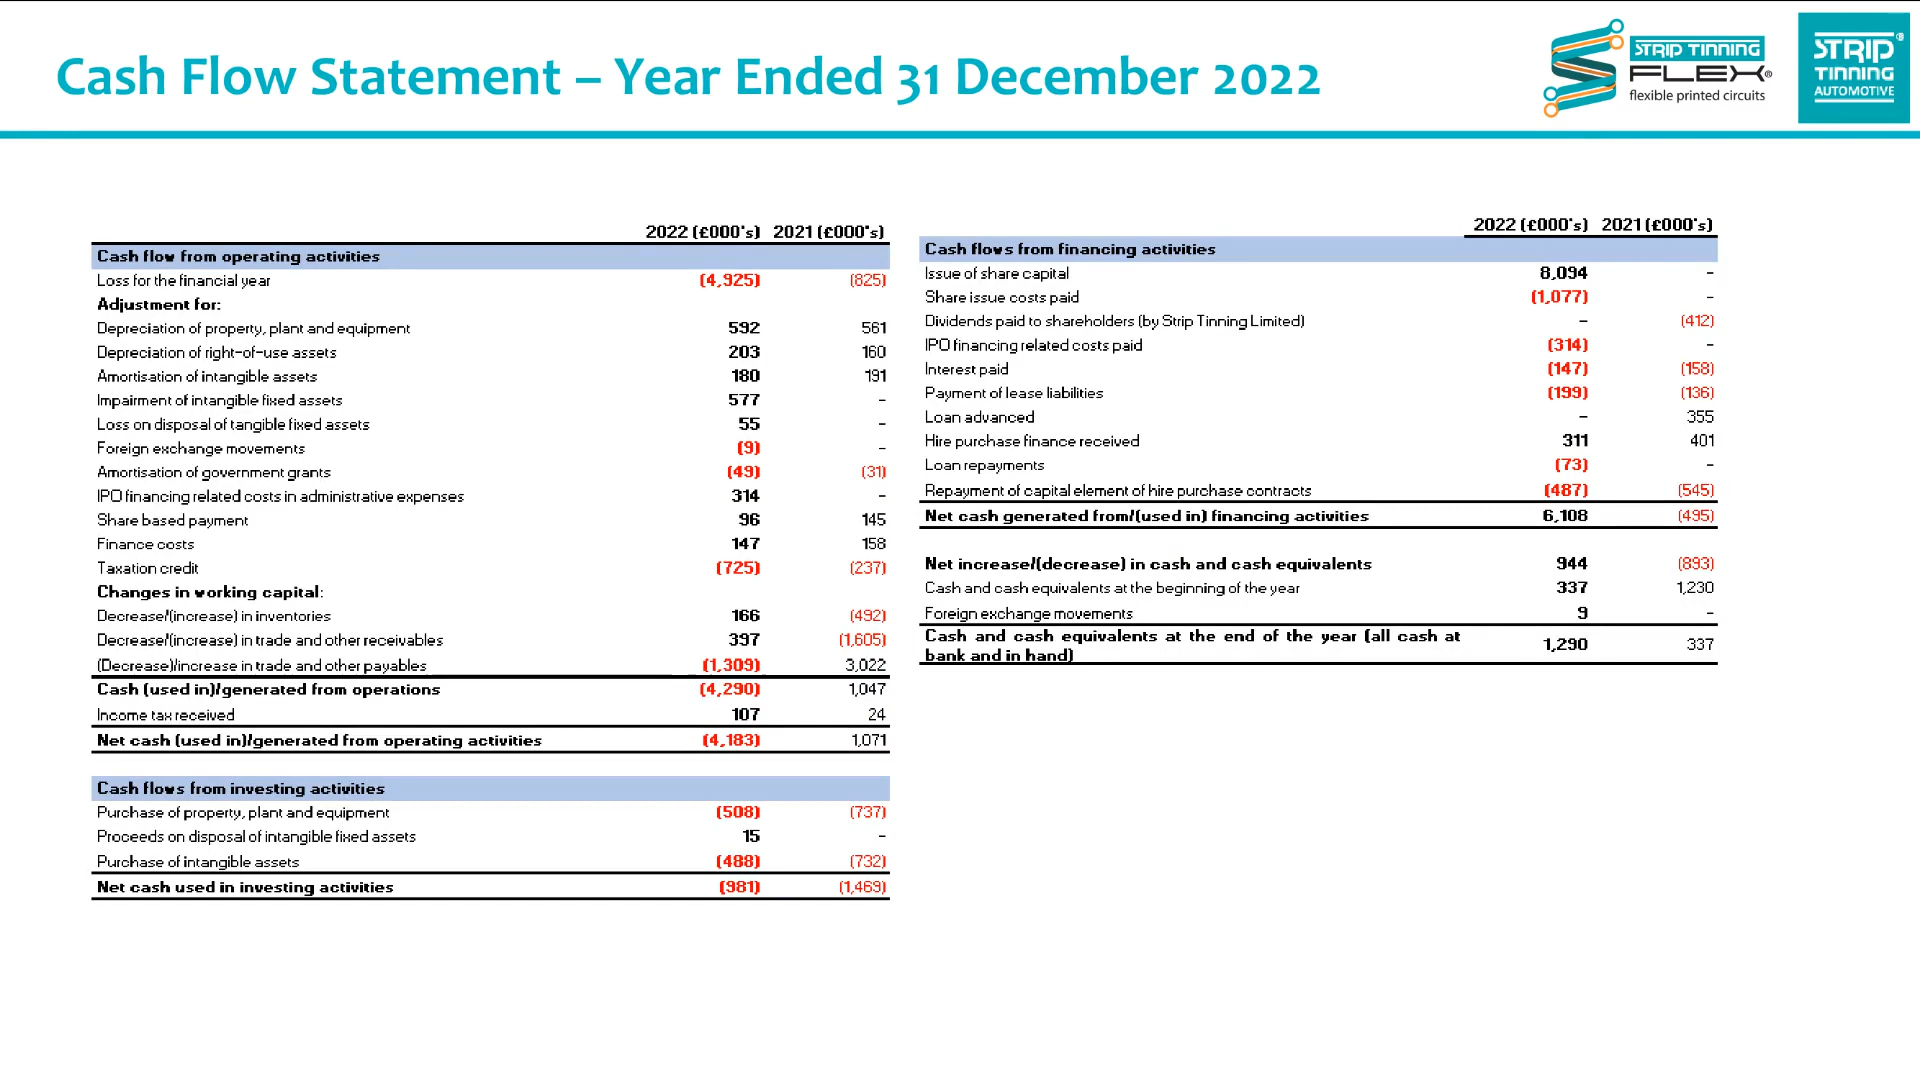 Cash Flow Statement – Year Ended 31 December 2022
STRIP TINNING
FLEX®
flexible printed circuits
STRIP®
TINNING
AUTOMOTIVE
2022 (£000's) 2021 (£000's)
Cash flow from operating activities
Loss for the financial year (4,925) (825)
Adjustment for:
Depreciation of property, plant and equipment 592 561
Depreciation of right-of-use assets 203 160
Amortisation of intangible assets 180 191
Impairment of intangible fixed assets 577 -
Loss on disposal of tangible fixed assets 55 -
Foreign exchange movements (9) -
Amortisation of government grants (49) (31)
IPO financing related costs in administrative expenses 314 -
Share based payment 96 145
Finance costs 147 158
Taxation credit (725) (237)
Changes in working capital:
Decrease/(increase) in inventories 166 (492)
Decrease/(increase) in trade and other receivables 397 (1,605)
(Decrease)/increase in trade and other payables (1,309) 3,022
Cash (used in)/generated from operations (4,290) 1,047
Income tax received 107 24
Net cash (used in)/generated from operating activities (4,183) 1,071
Cash flows from investing activities
Purchase of property, plant and equipment (508) (737)
Proceeds on disposal of intangible fixed assets 15 -
Purchase of intangible assets (488) (732)
Net cash used in investing activities (981) (1,469)
2022 (£000's) 2021 (£000's)
Cash flows from financing activities
Issue of share capital 8,094 -
Share issue costs paid (1,077) -
Dividends paid to shareholders (by Strip Tinning Limited) - (412)
IPO financing related costs paid (314) -
Interest paid (147) (158)
Payment of lease liabilities (199) (136)
Loan advanced - 355
Hire purchase finance received 311 401
Loan repayments (73) -
Repayment of capital element of hire purchase contracts (487) (545)
Net cash generated from/(used in) financing activities 6,108 (495)
Net increase/(decrease) in cash and cash equivalents 944 (893)
Cash and cash equivalents at the beginning of the year 337 1,230
Foreign exchange movements 9 -
Cash and cash equivalents at the end of the year (all cash at
bank and in hand) 1,290 337